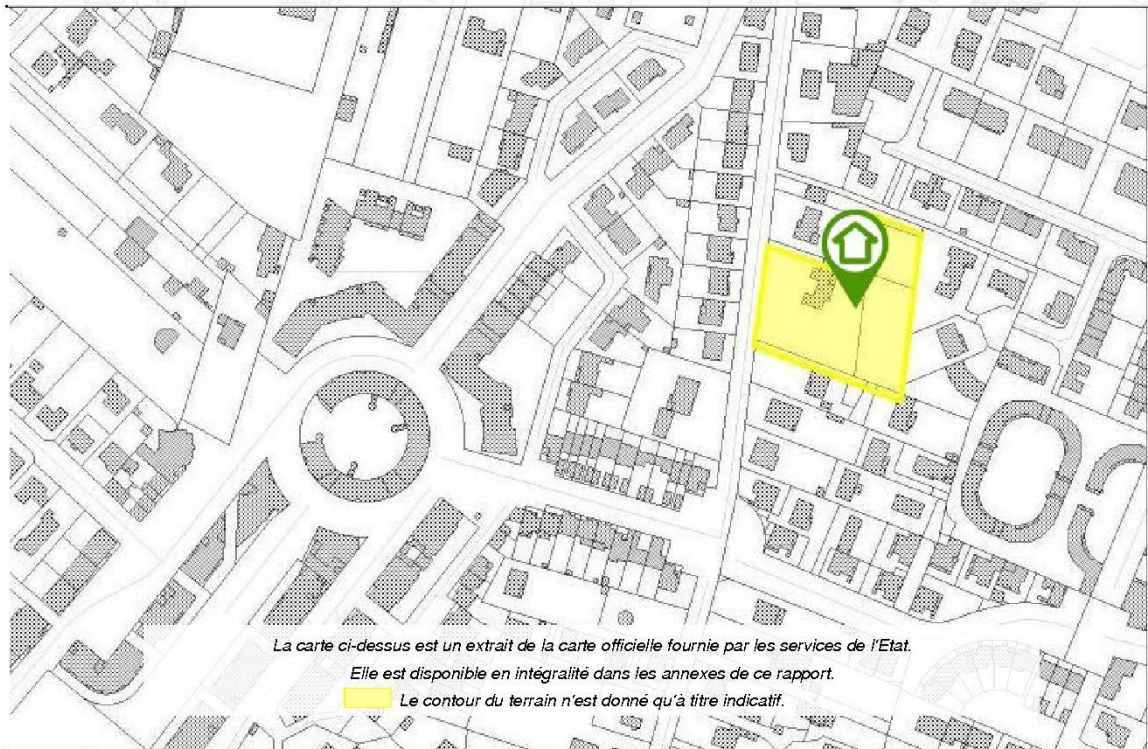 La carte ci-dessus est un extrait de la carte officielle fournie par les services de l'Etat.
Elle est disponible en intégralité dans les annexes de ce rapport.
Le contour du terrain n'est donné qu'à titre indicatif.